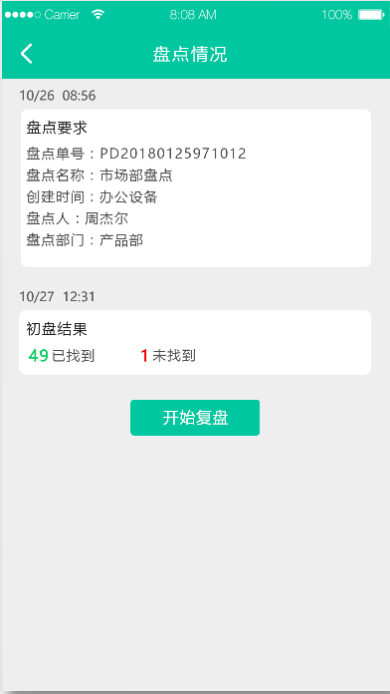 Carrier 8:08 AM 100%
盘点情况
10/26 08:56
盘点要求
盘点单号：PD20180125971012
盘点名称：市场部盘点
创建时间：办公设备
盘点人：周杰尔
盘点部门：产品部
10/27 12:31
初盘结果
49已找到 1未找到
开始复盘